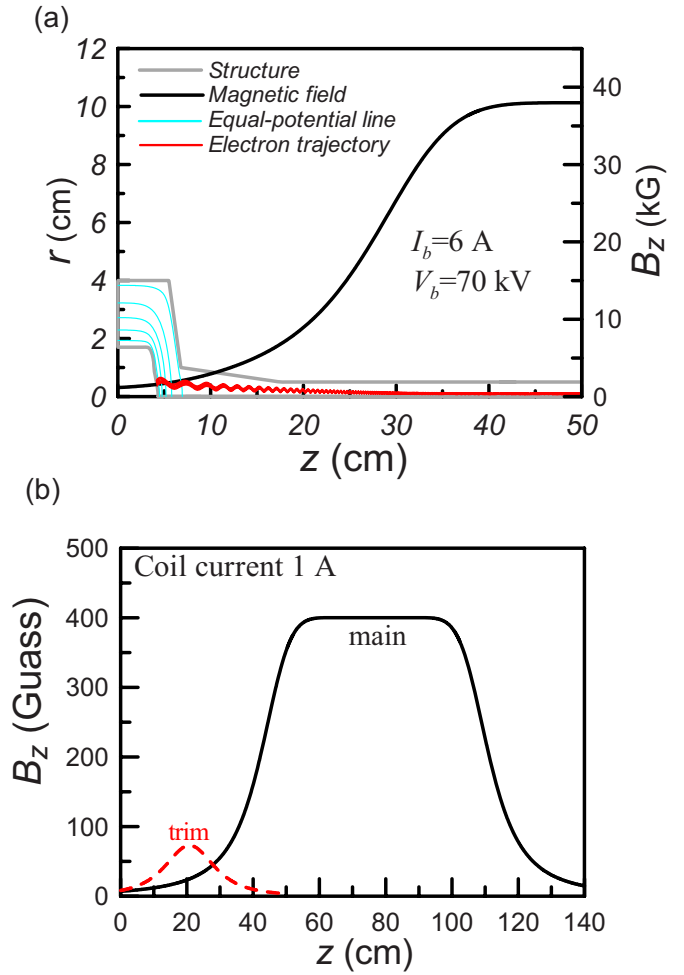 (a)
12
10
8
6
4
2
0
r (cm)
Structure
Magnetic field
Equal-potential line
Electron trajectory
I_b=6 A
V_b=70 kV
40
30
20
10
0
B_z (kG)
0 10 20 30 40 50
z (cm)
(b)
500
400
300
200
100
0
B_z (Guass)
Coil current 1 A
main
trim
0 20 40 60 80 100 120 140
z (cm)